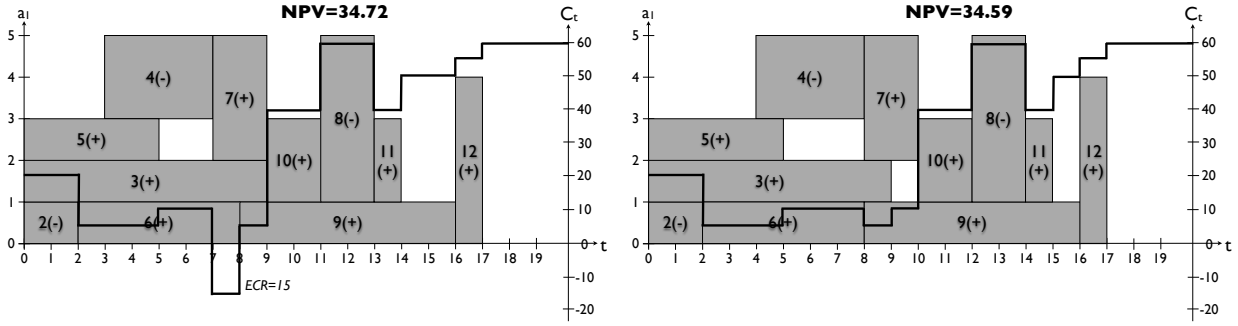 a1 NPV=34.72 Ct
5 60
4(-) 50
4 7(+) 40
3 8(-) 30
5(+) 11 12
2 10(+) (+) (+) 20
3(+)
1 10
2(-) 6(+) 9(+)
0 0
0 1 2 3 4 5 6 7 8 9 10 11 12 13 14 15 16 17 18 19 t
-10
ECR=15
-20
a1 NPV=34.59 Ct
5 60
4(-) 50
4 7(+) 40
3 8(-) 30
5(+) 11 12
2 10(+) (+) (+) 20
3(+)
1 10
2(-) 6(+) 9(+)
0 0
0 1 2 3 4 5 6 7 8 9 10 11 12 13 14 15 16 17 18 19 t
-10
-20